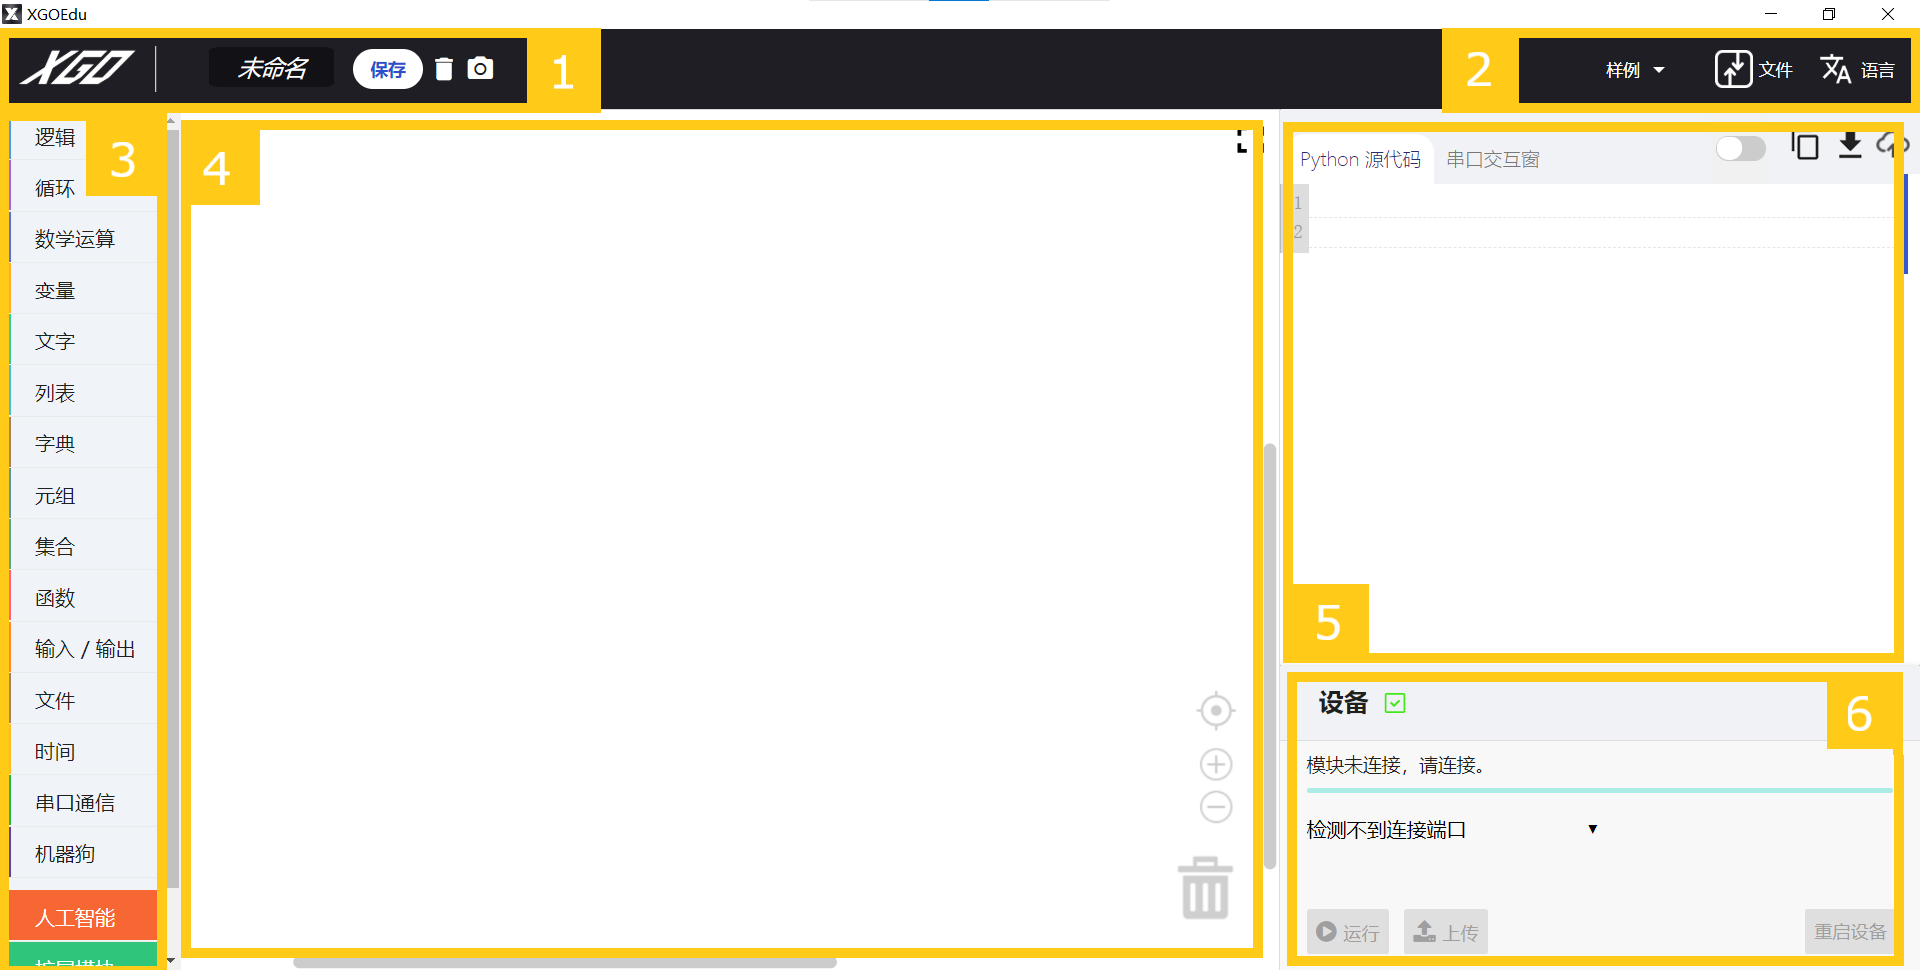 XGOEdu
XGO
未命名
保存
1
2
样例
文件
语言
3
逻辑
循环
数学运算
变量
文字
列表
字典
元组
集合
函数
输入 / 输出
文件
时间
串口通信
机器狗
人工智能
扩展模块
4
Python 源代码
串口交互窗
1
2
5
设备
6
模块未连接，请连接。
检测不到连接端口
运行
上传
重启设备